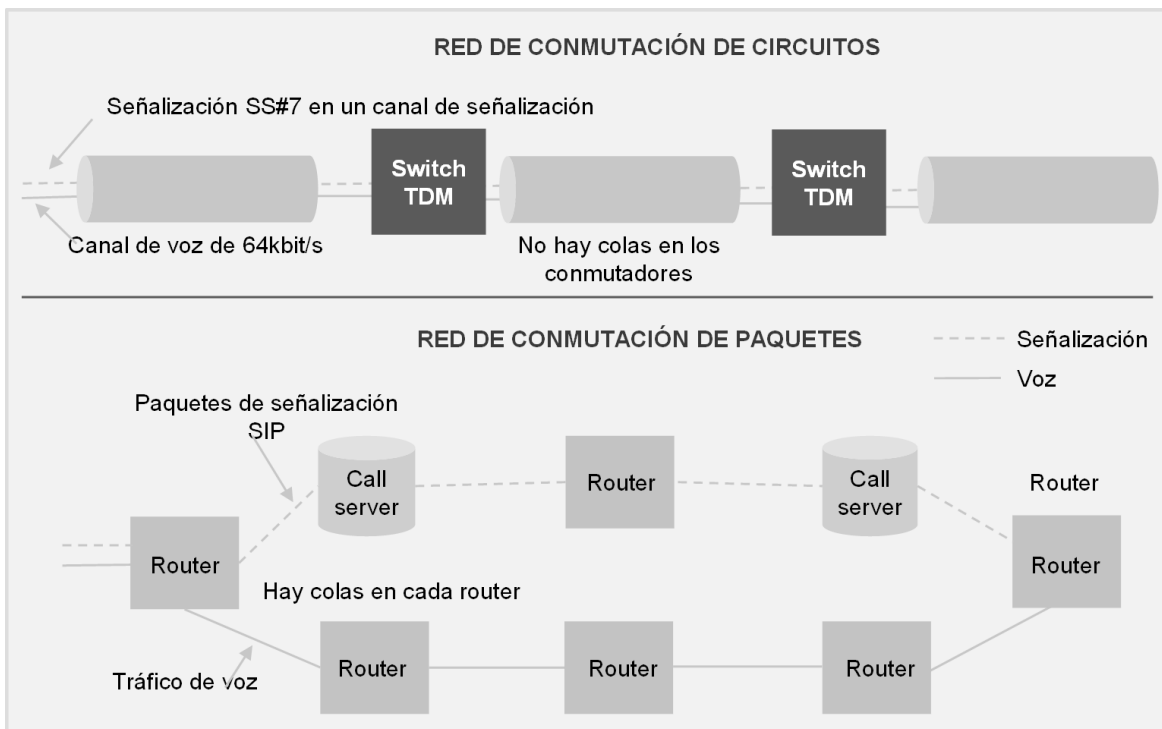 RED DE CONMUTACIÓN DE CIRCUITOS
Señalización SS#7 en un canal de señalización
Switch
TDM
Switch
TDM
Canal de voz de 64kbit/s
No hay colas en los
conmutadores
RED DE CONMUTACIÓN DE PAQUETES
Señalización
Voz
Paquetes de señalización
SIP
Call
server
Router
Call
server
Router
Router
Router
Hay colas en cada router
Router
Router
Router
Tráfico de voz